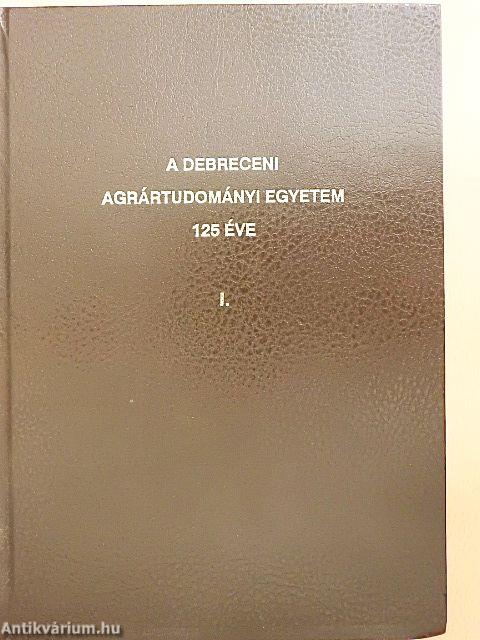 A DEBRECENI
AGRÁRTUDOMÁNYI EGYETEM
125 ÉVE
I.
Antikvárium.hu